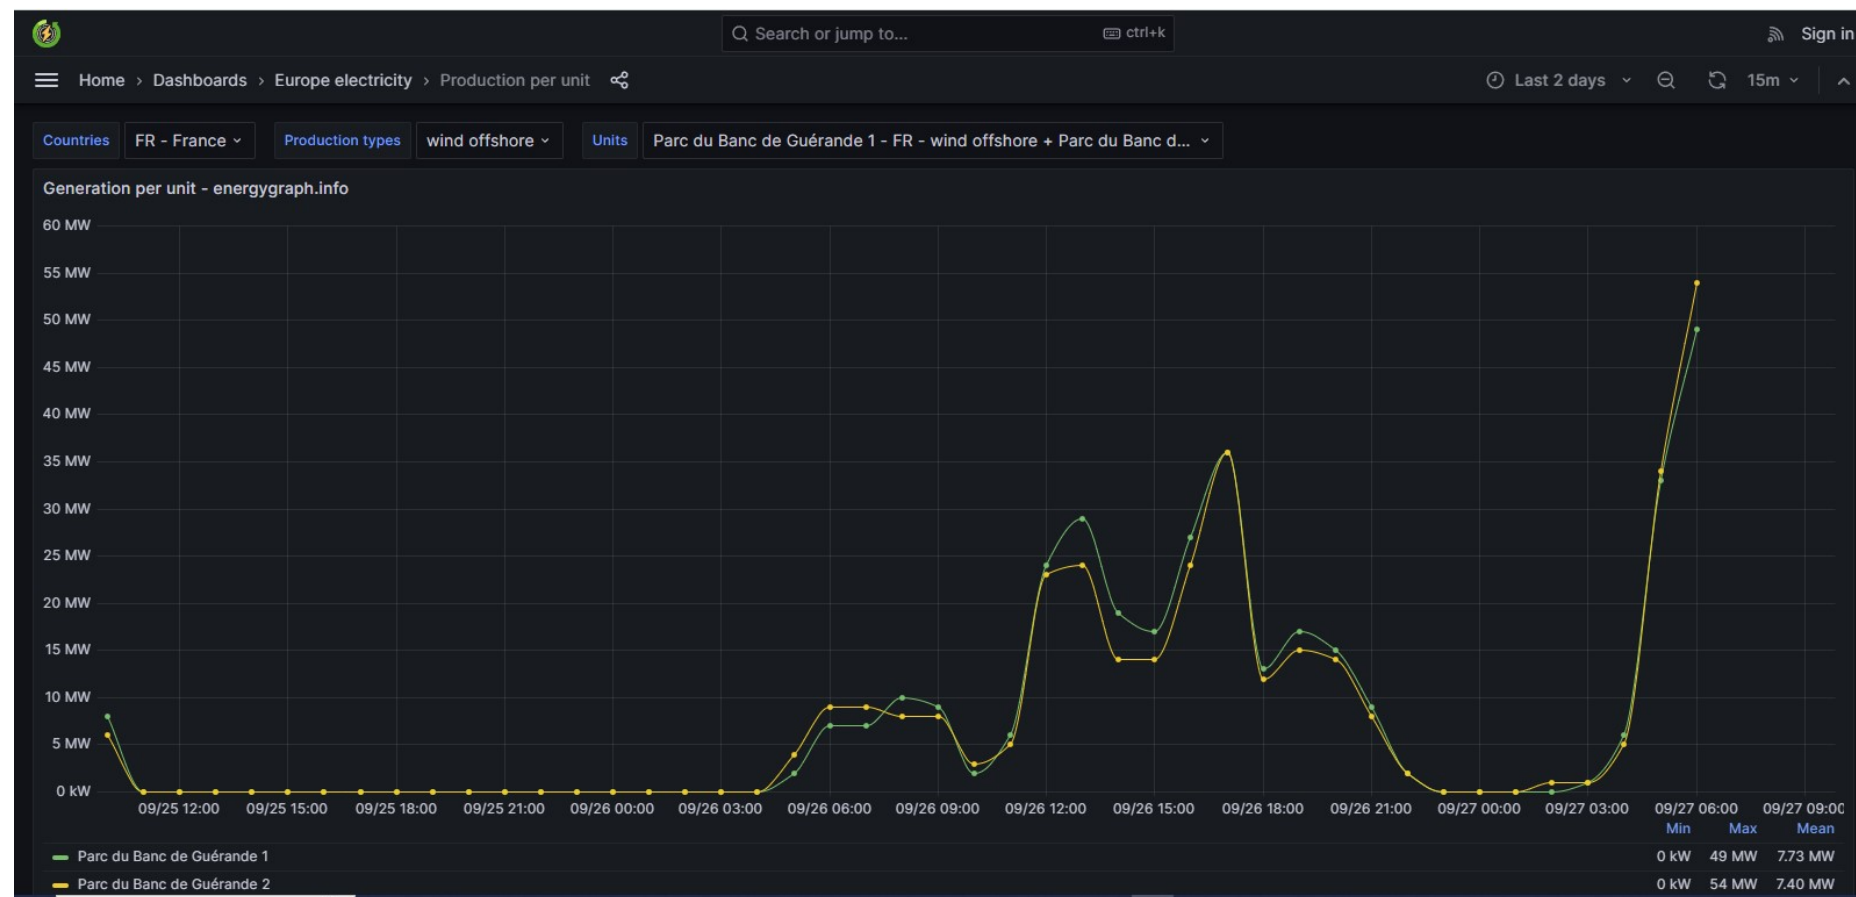 Search or jump to... ctrl+k Sign in
Home › Dashboards › Europe electricity › Production per unit Last 2 days 15m
Countries FR - France Production types wind offshore Units Parc du Banc de Guérande 1 - FR - wind offshore + Parc du Banc d...
Generation per unit - energygraph.info
60 MW
55 MW
50 MW
45 MW
40 MW
35 MW
30 MW
25 MW
20 MW
15 MW
10 MW
5 MW
0 kW
09/25 12:00 09/25 15:00 09/25 18:00 09/25 21:00 09/26 00:00 09/26 03:00 09/26 06:00 09/26 09:00 09/26 12:00 09/26 15:00 09/26 18:00 09/26 21:00 09/27 00:00 09/27 03:00 09/27 06:00 09/27 09:00
Min Max Mean
Parc du Banc de Guérande 1 0 kW 49 MW 7.73 MW
Parc du Banc de Guérande 2 0 kW 54 MW 7.40 MW